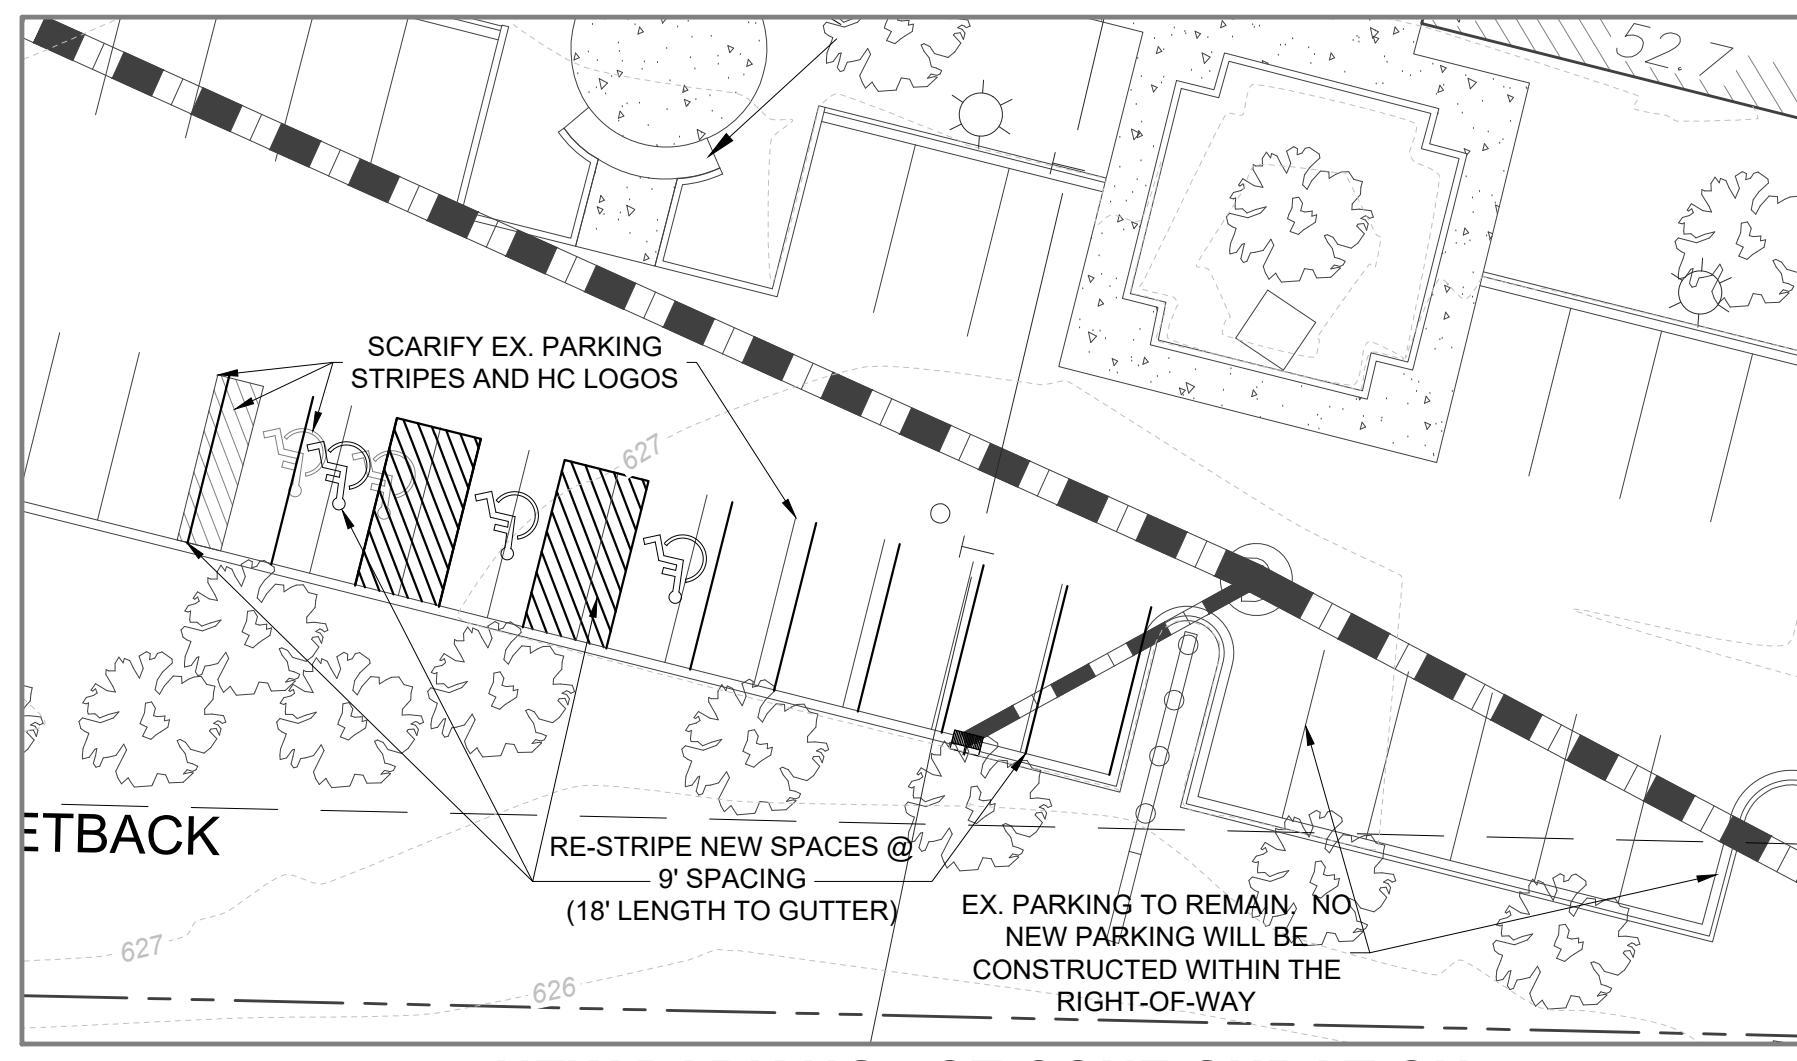 52.7
SCARIFY EX. PARKING
STRIPES AND HC LOGOS
627
ETBACK
RE-STRIPE NEW SPACES @
9' SPACING
(18' LENGTH TO GUTTER)
EX. PARKING TO REMAIN. NO
NEW PARKING WILL BE
CONSTRUCTED WITHIN THE
RIGHT-OF-WAY
627
626